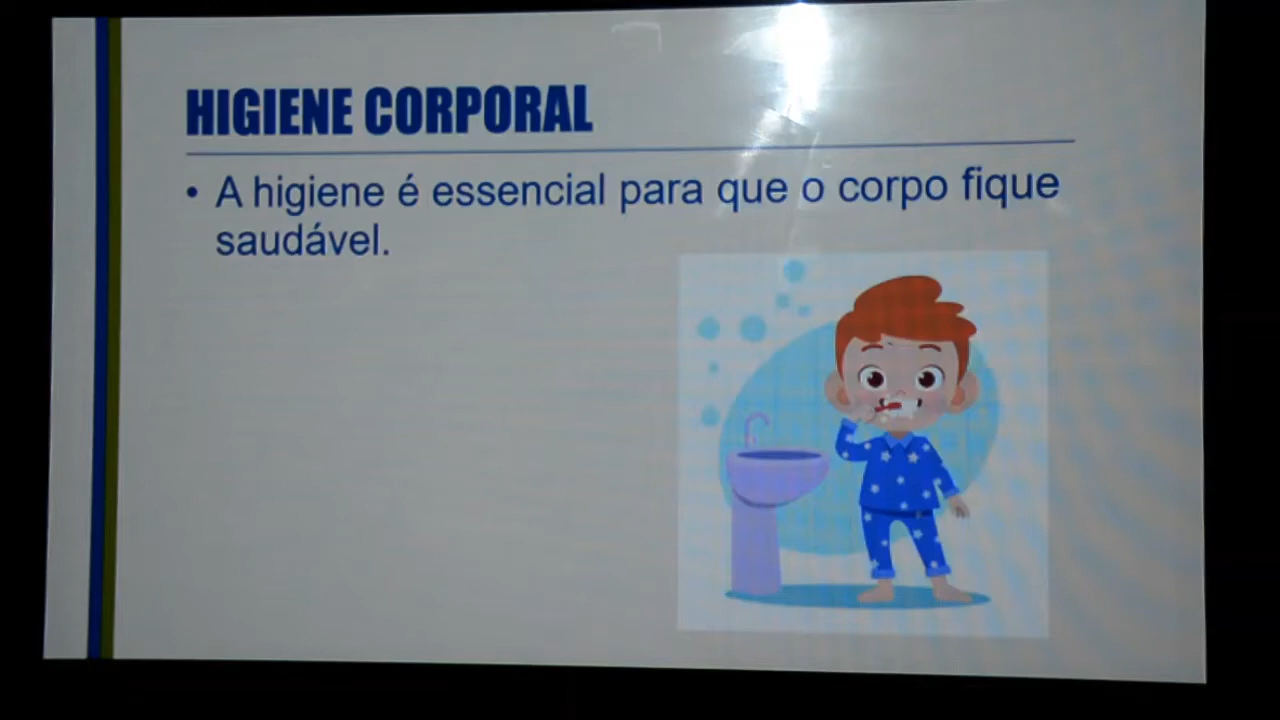 HIGIENE CORPORAL
• A higiene é essencial para que o corpo fique
saudável.